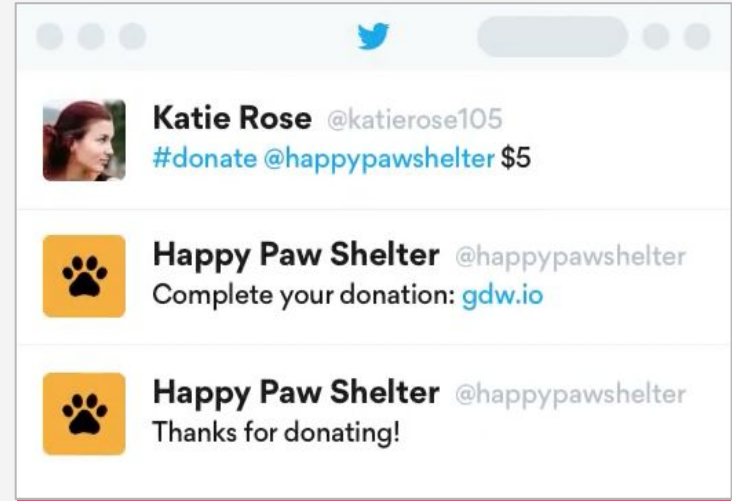 Katie Rose @katierose105
#donate @happypawshelter $5
Happy Paw Shelter @happypawshelter
Complete your donation: gdw.io
Happy Paw Shelter @happypawshelter
Thanks for donating!